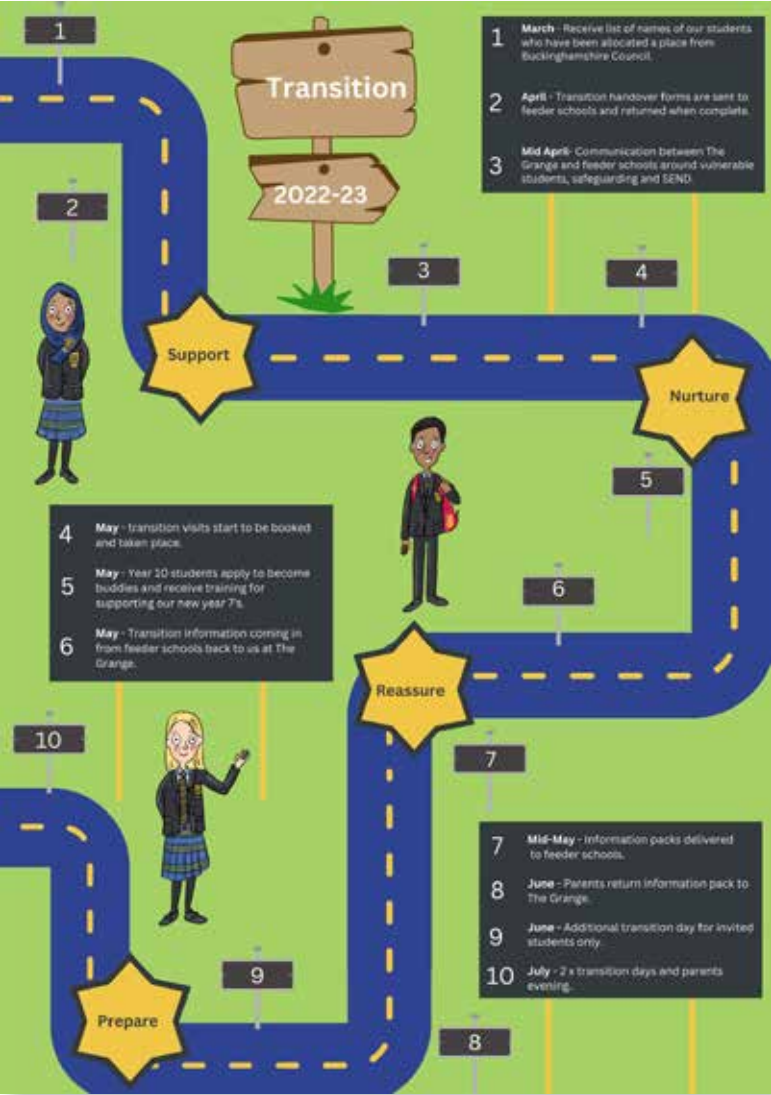 1
Transition
2022-23
1
March - Receive list of names of our students
who have been allocated a place from
Buckinghamshire Council.
2
April - Transition handover forms are sent to
feeder schools and returned when complete.
3
Mid April- Communication between The
Grange and feeder schools around vulnerable
students, safeguarding and SEND.
2
3
4
Support
Nurture
5
4
May - transition visits start to be booked
and taken place.
5
May - Year 10 students apply to become
buddies and receive training for
supporting our new year 7's.
6
May - Transition information coming in
from feeder schools back to us at The
Grange.
6
Reassure
10
7
7
Mid-May - Information packs delivered
to feeder schools.
8
June - Parents return information pack to
The Grange.
9
June - Additional transition day for invited
students only.
10
July - 2 x transition days and parents
evening.
9
Prepare
8